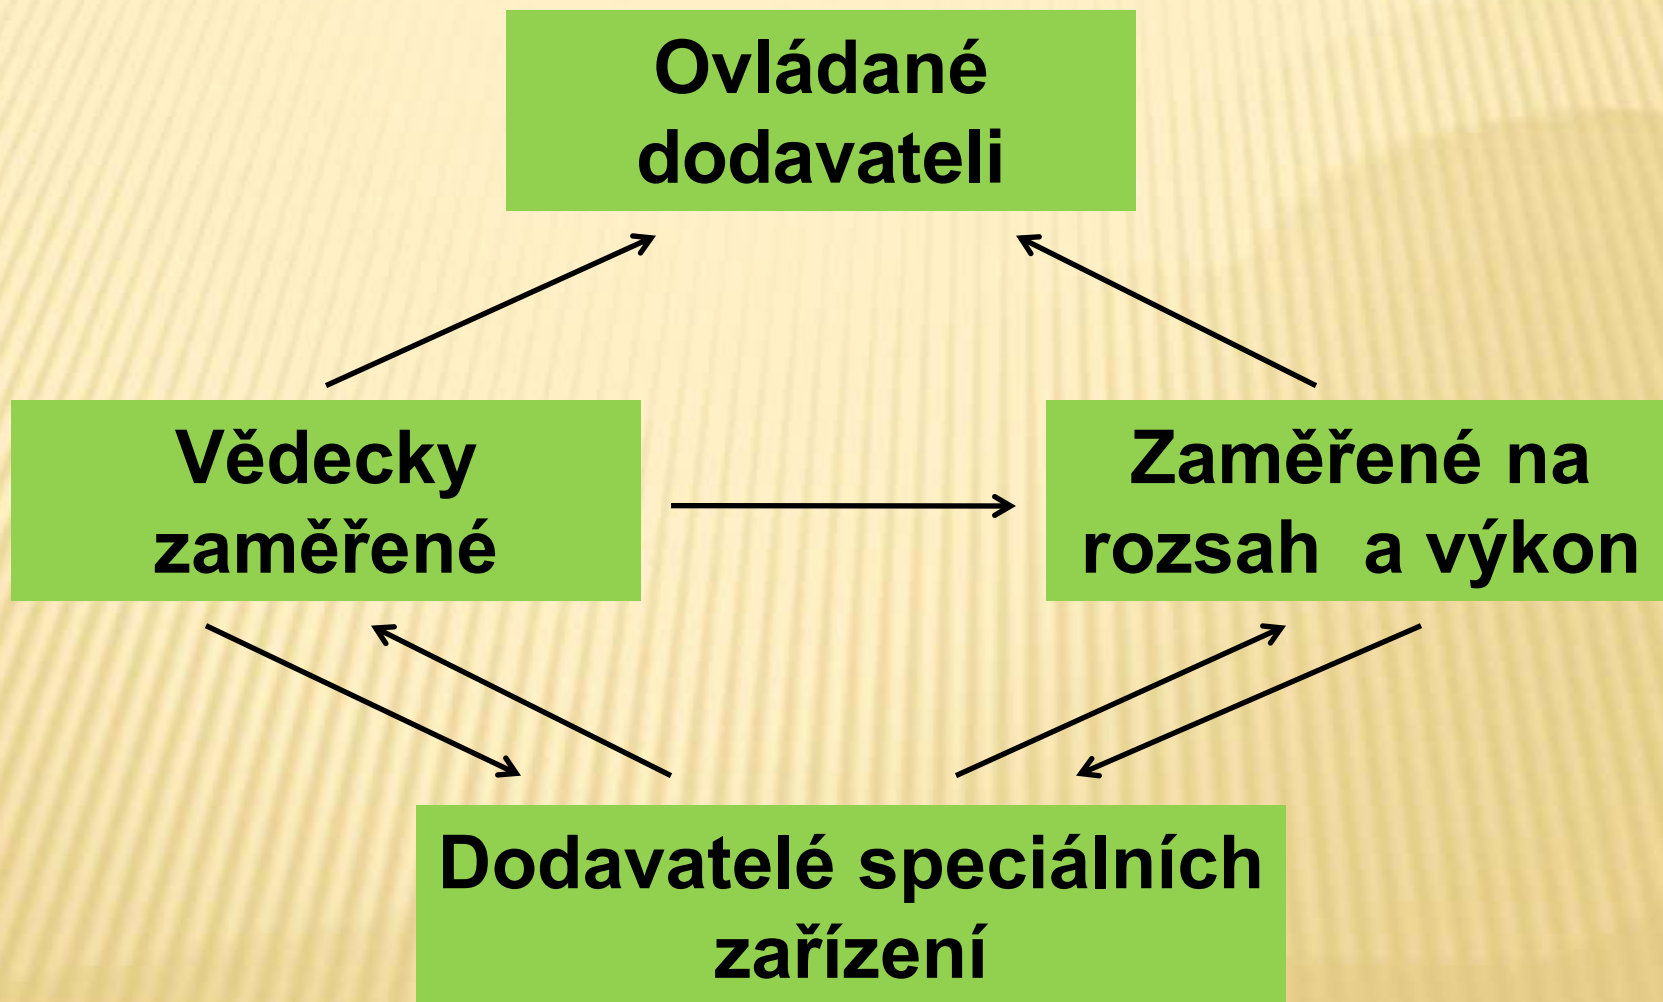 Ovládané
dodavateli
Vědecky
zaměřené
Zaměřené na
rozsah  a výkon
Dodavatelé speciálních
zařízení